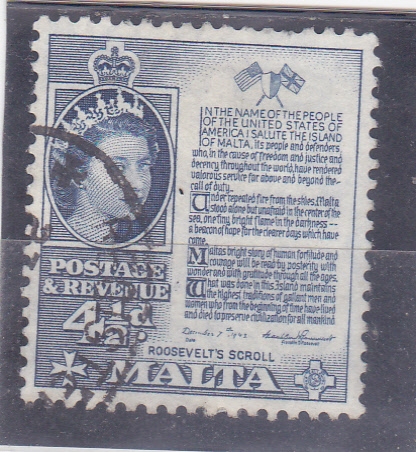 IN THE NAME OF THE PEOPLE
OF THE UNITED STATES OF
AMERICA I SALUTE THE ISLAND
OF MALTA, its people and defenders,
who, in the cause of freedom and justice and
decency throughout the world, have rendered
valorous service far above and beyond the
call of duty.
Under repeated fire from the skies, Malta
stood alone but unafraid in the center of the
sea, one tiny bright flame in the darkness --
a beacon of hope for the clearer days which have
come.
Malta's bright story of human fortitude and
courage will be read by posterity with
wonder and with gratitude through all the ages.
What was done in this Island maintains
the highest traditions of gallant men and
women who from the beginning of time have lived
and died to preserve civilization for all mankind.
December 7th 1943
Date
ROOSEVELT'S SCROLL
POSTAGE
& REVENUE
4½d
MALTA